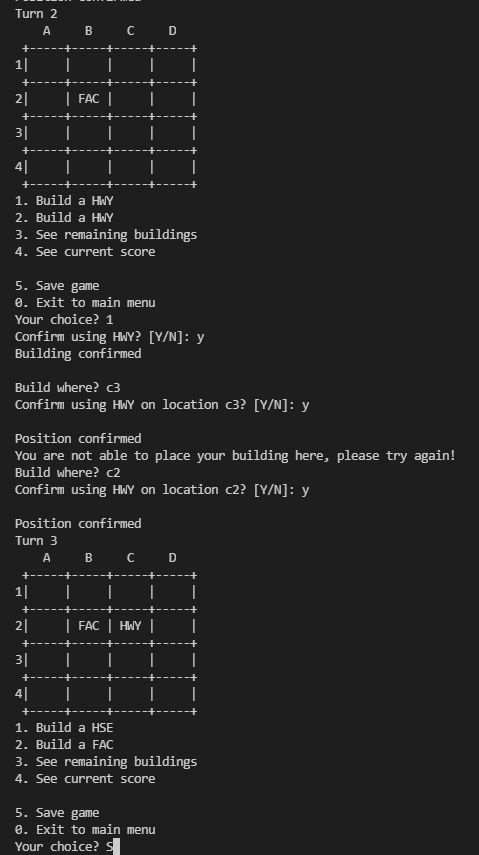 Position confirmed
Turn 2
    A    B    C    D
 +-----+-----+-----+-----+
1|     |     |     |     |
 +-----+-----+-----+-----+
2|     | FAC |     |     |
 +-----+-----+-----+-----+
3|     |     |     |     |
 +-----+-----+-----+-----+
4|     |     |     |     |
 +-----+-----+-----+-----+
1. Build a HWY
2. Build a HWY
3. See remaining buildings
4. See current score

5. Save game
0. Exit to main menu
Your choice? 1
Confirm using HWY? [Y/N]: y
Building confirmed

Build where? c3
Confirm using HWY on location c3? [Y/N]: y

Position confirmed
You are not able to place your building here, please try again!
Build where? c2
Confirm using HWY on location c2? [Y/N]: y

Position confirmed
Turn 3
    A    B    C    D
 +-----+-----+-----+-----+
1|     |     |     |     |
 +-----+-----+-----+-----+
2|     | FAC | HWY |     |
 +-----+-----+-----+-----+
3|     |     |     |     |
 +-----+-----+-----+-----+
4|     |     |     |     |
 +-----+-----+-----+-----+
1. Build a HSE
2. Build a FAC
3. See remaining buildings
4. See current score

5. Save game
0. Exit to main menu
Your choice? S